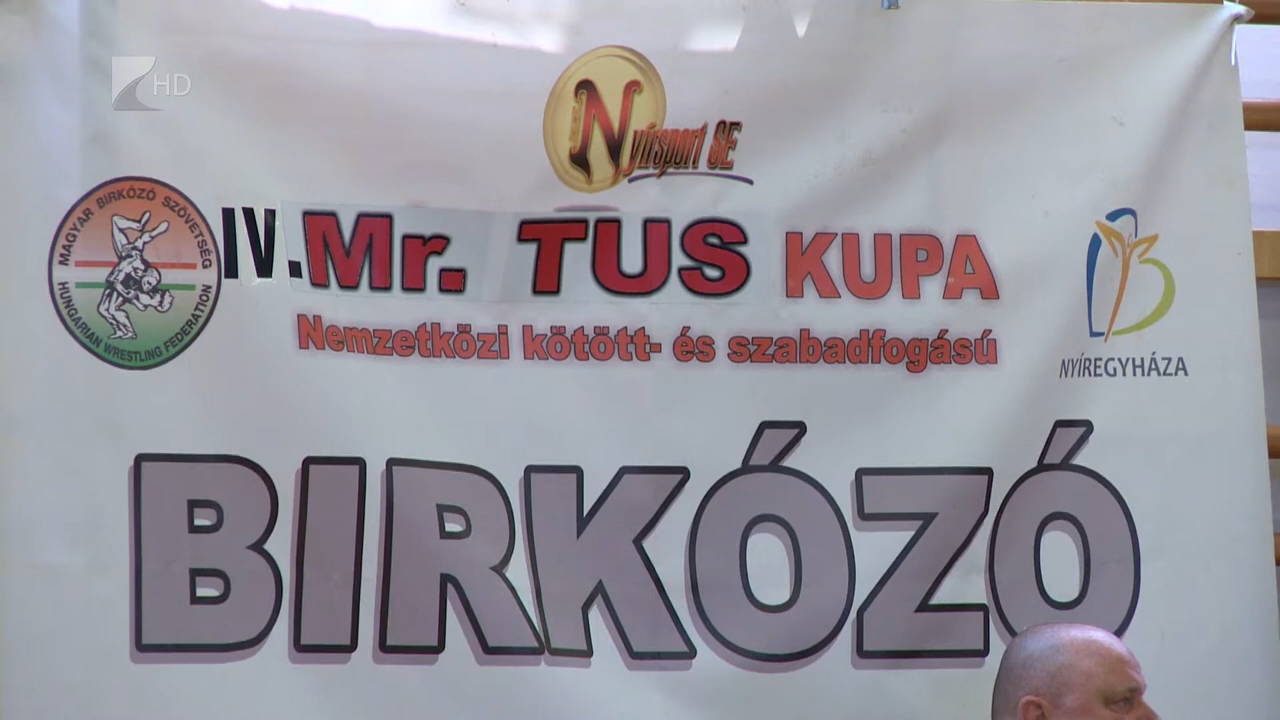 HD
Nyírsport SE
MAGYAR BIRKÓZÓ SZÖVETSÉG
HUNGARIAN WRESTLING FEDERATION
IV. Mr. TUS KUPA
Nemzetközi kötött- és szabadfogású
NYÍREGYHÁZA
BIRKÓZÓ